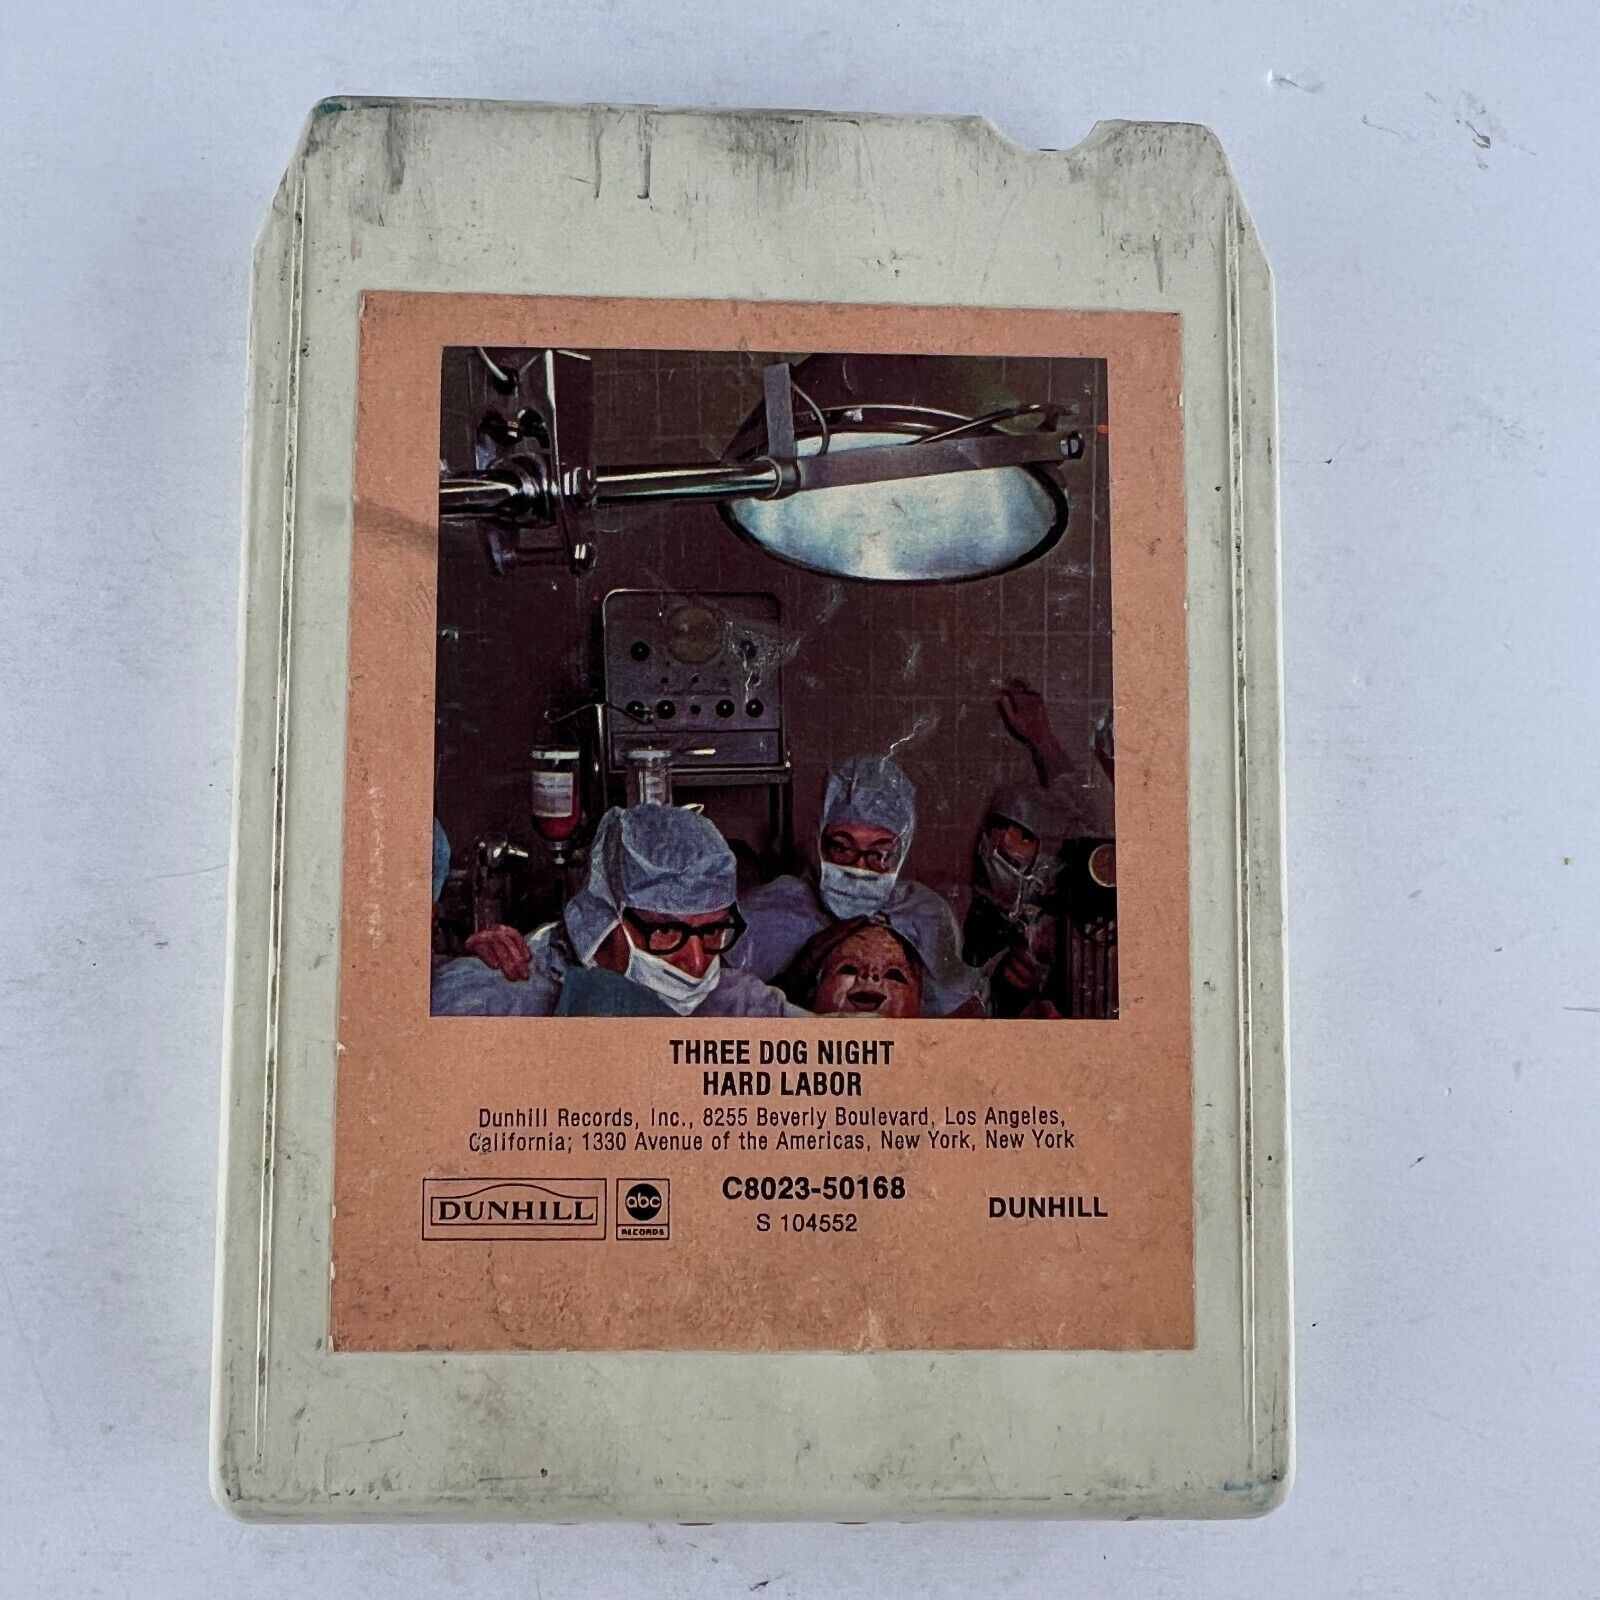 THREE DOG NIGHT
HARD LABOR
Dunhill Records, Inc., 8255 Beverly Boulevard, Los Angeles,
California; 1330 Avenue of the Americas, New York, New York
DUNHILL
abc
RECORDS
C8023-50168
S 104552
DUNHILL